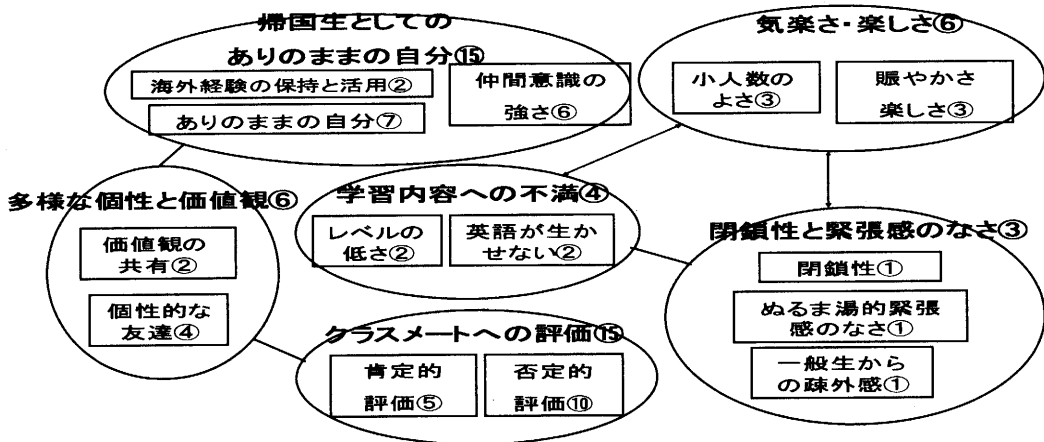 帰国生としての
ありのままの自分⑮
海外経験の保持と活用②
ありのままの自分⑦
仲間意識の
強さ⑥
気楽さ・楽しさ⑥
小人数の
よさ③
賑やかさ
楽しさ③
多様な個性と価値観⑥
価値観の
共有②
個性的な
友達④
学習内容への不満④
レベルの
低さ②
英語が生か
せない②
閉鎖性と緊張感のなさ③
閉鎖性①
ぬるま湯的緊張
感のなさ①
一般生から
の疎外感①
クラスメートへの評価⑮
肯定的
評価⑤
否定的
評価⑩